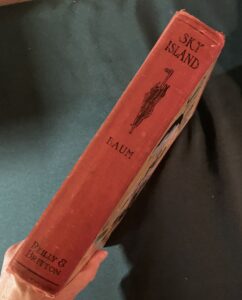 SKY
ISLAND
BAUM
REILLY &
BRITTON